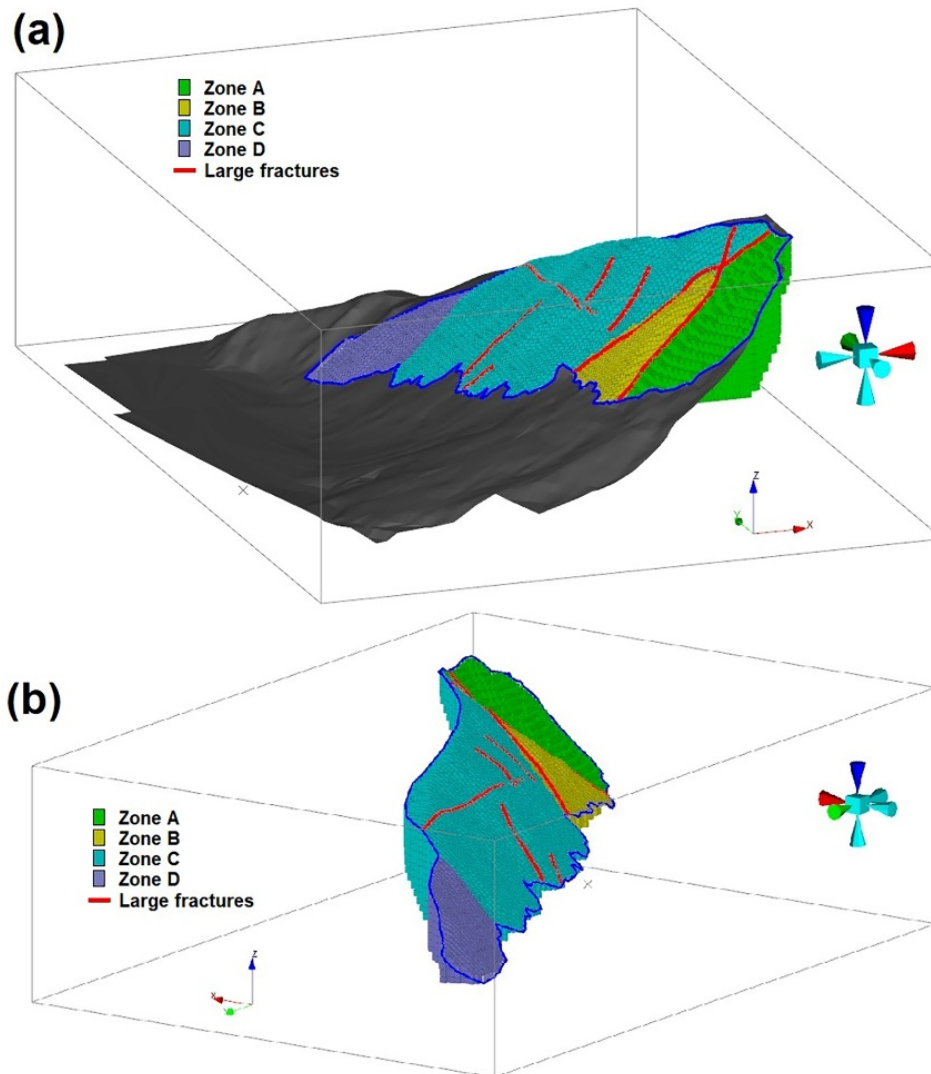 (a)
Zone A
Zone B
Zone C
Zone D
Large fractures
Z
Y
X
(b)
Zone A
Zone B
Zone C
Zone D
Large fractures
Z
X